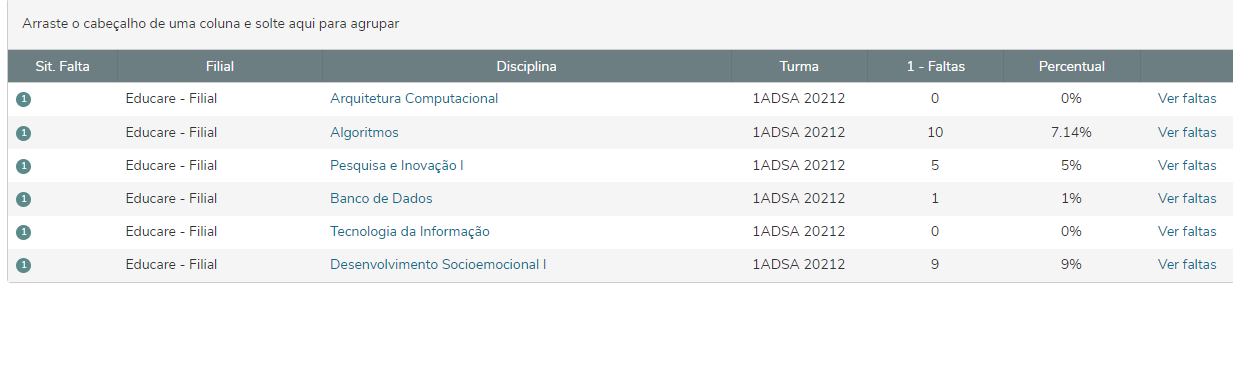 Arraste o cabeçalho de uma coluna e solte aqui para agrupar
Sit. Falta Filial Disciplina Turma 1 - Faltas Percentual
1 Educare - Filial Arquitetura Computacional 1ADSA 20212 0 0% Ver faltas
1 Educare - Filial Algoritmos 1ADSA 20212 10 7.14% Ver faltas
1 Educare - Filial Pesquisa e Inovação I 1ADSA 20212 5 5% Ver faltas
1 Educare - Filial Banco de Dados 1ADSA 20212 1 1% Ver faltas
1 Educare - Filial Tecnologia da Informação 1ADSA 20212 0 0% Ver faltas
1 Educare - Filial Desenvolvimento Socioemocional I 1ADSA 20212 9 9% Ver faltas